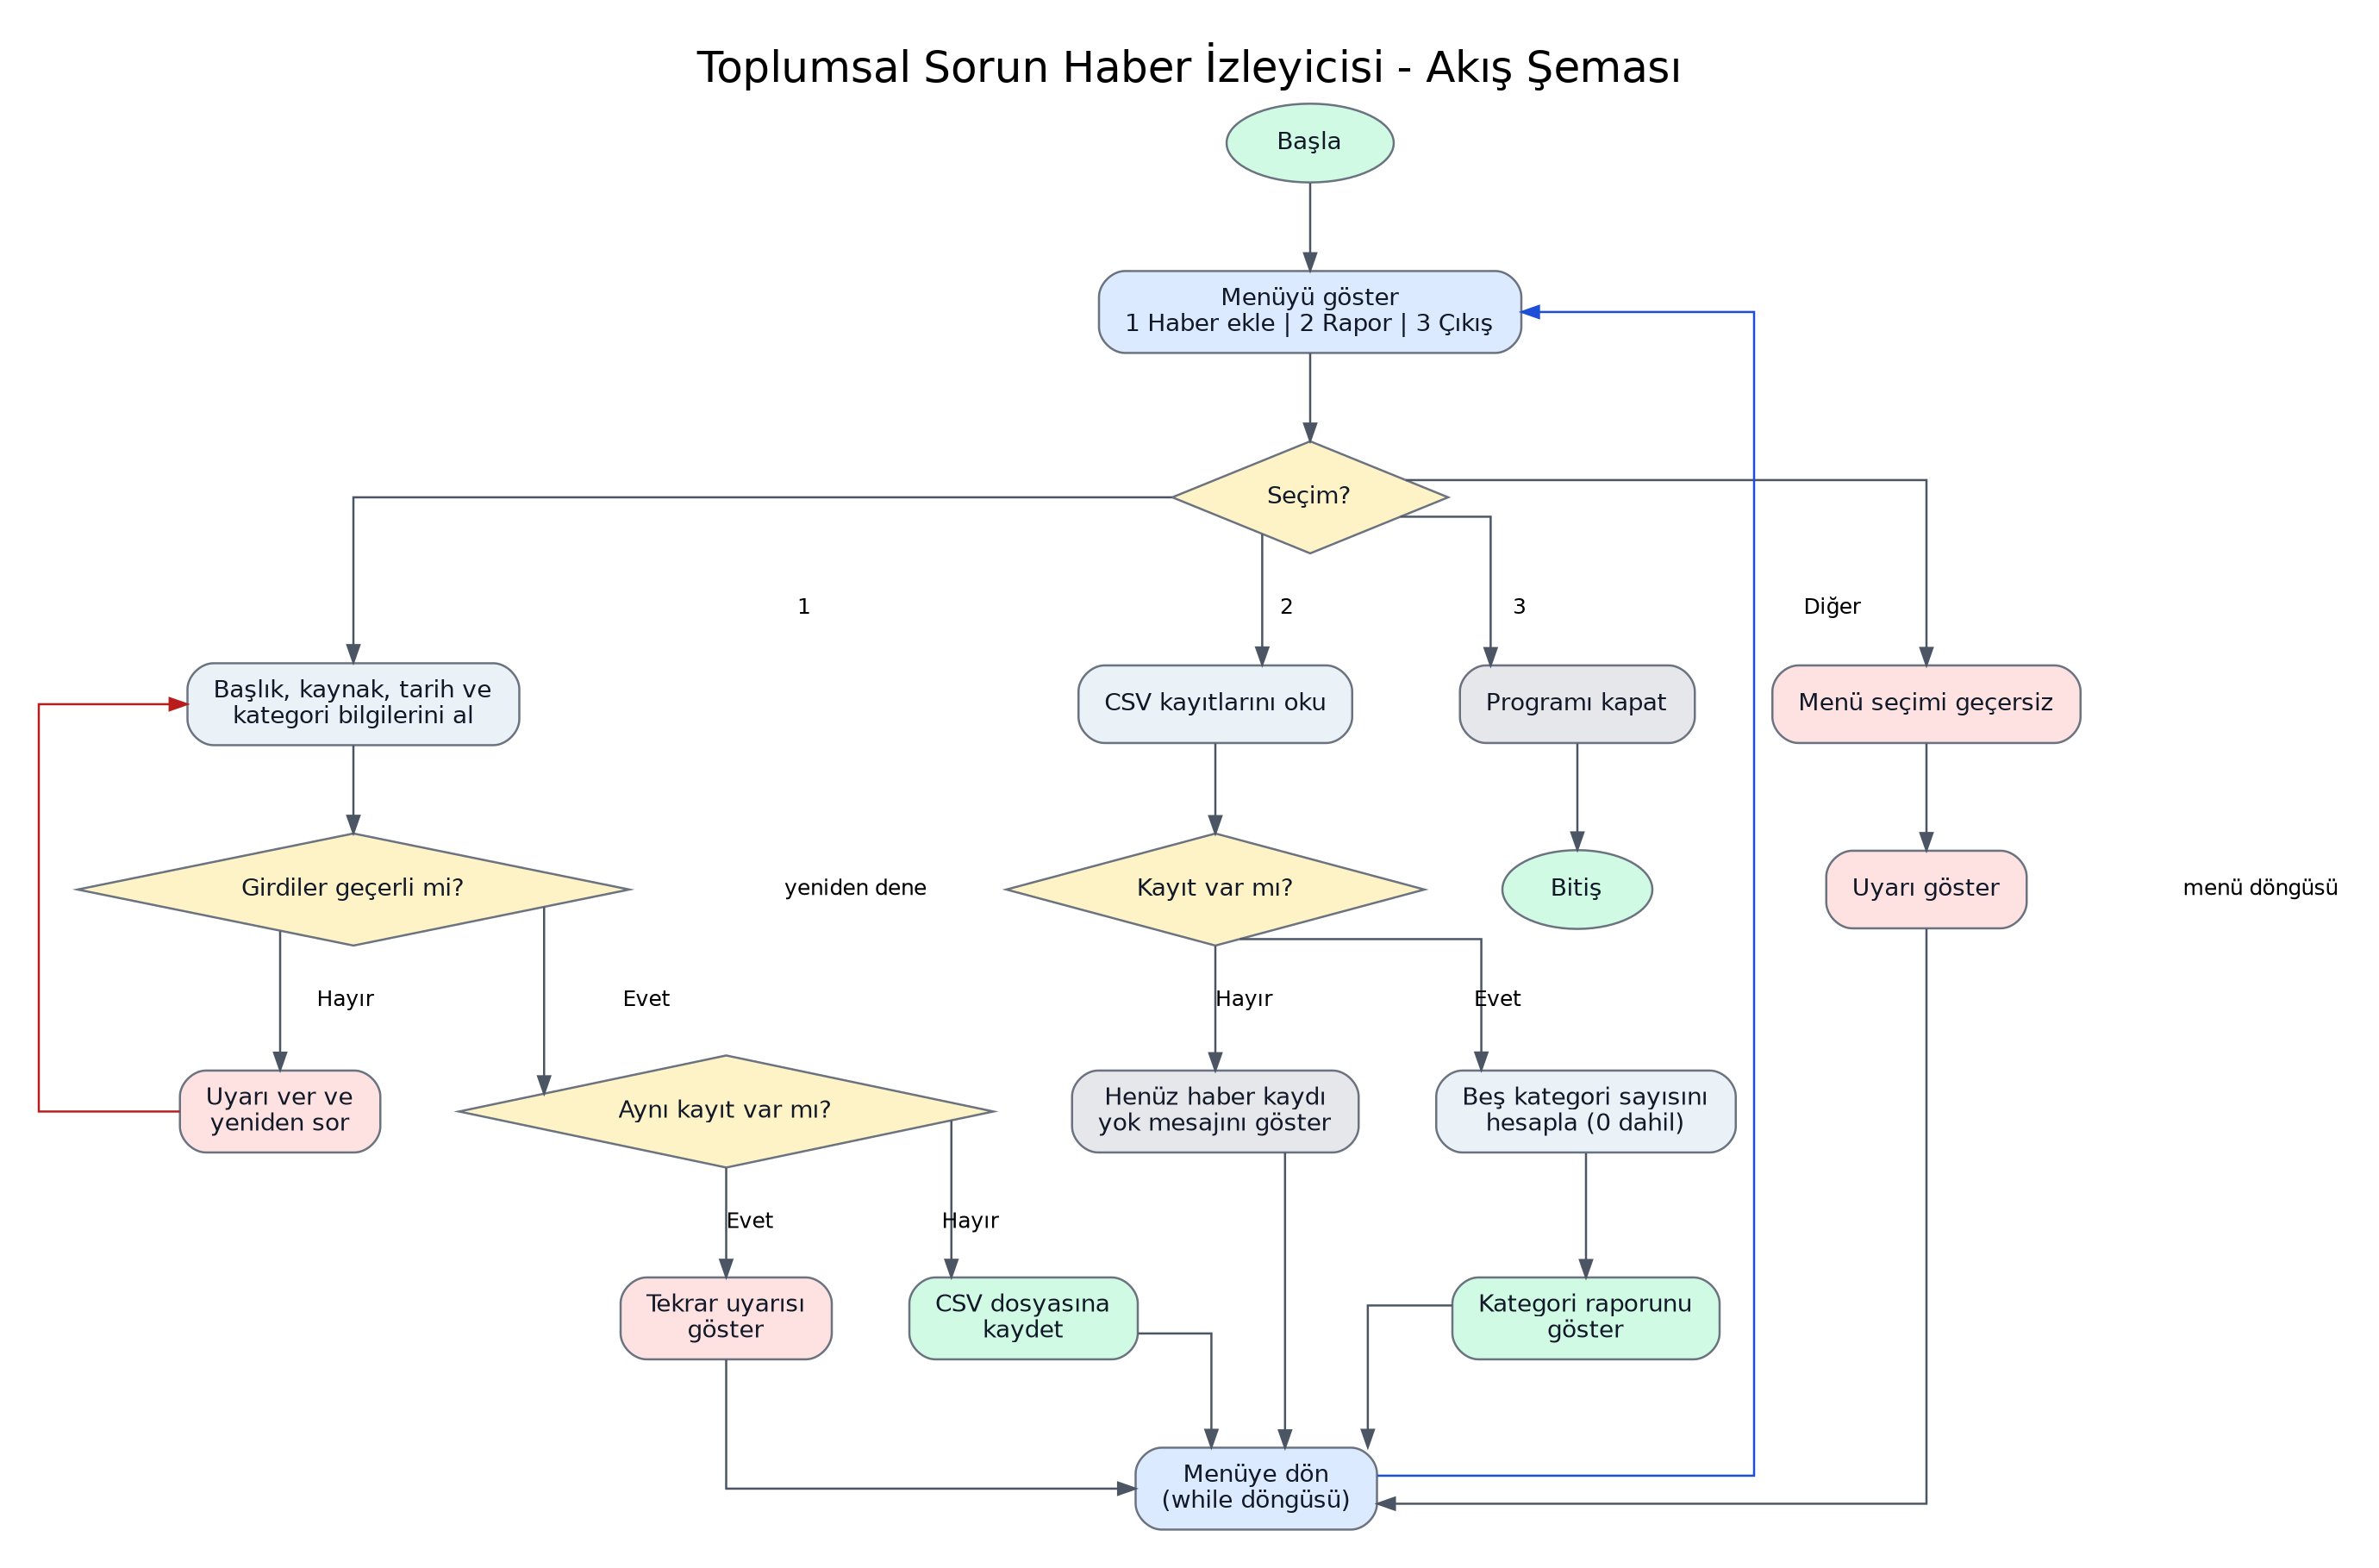 Toplumsal Sorun Haber İzleyicisi - Akış Şeması
Başla
Menüyü göster
1 Haber ekle | 2 Rapor | 3 Çıkış
Seçim?
1
2
3
Diğer
Başlık, kaynak, tarih ve
kategori bilgilerini al
CSV kayıtlarını oku
Programı kapat
Menü seçimi geçersiz
Girdiler geçerli mi?
yeniden dene
Kayıt var mı?
Bitiş
Uyarı göster
menü döngüsü
Hayır
Evet
Hayır
Evet
Uyarı ver ve
yeniden sor
Aynı kayıt var mı?
Henüz haber kaydı
yok mesajını göster
Beş kategori sayısını
hesapla (0 dahil)
Evet
Hayır
Tekrar uyarısı
göster
CSV dosyasına
kaydet
Kategori raporunu
göster
Menüye dön
(while döngüsü)